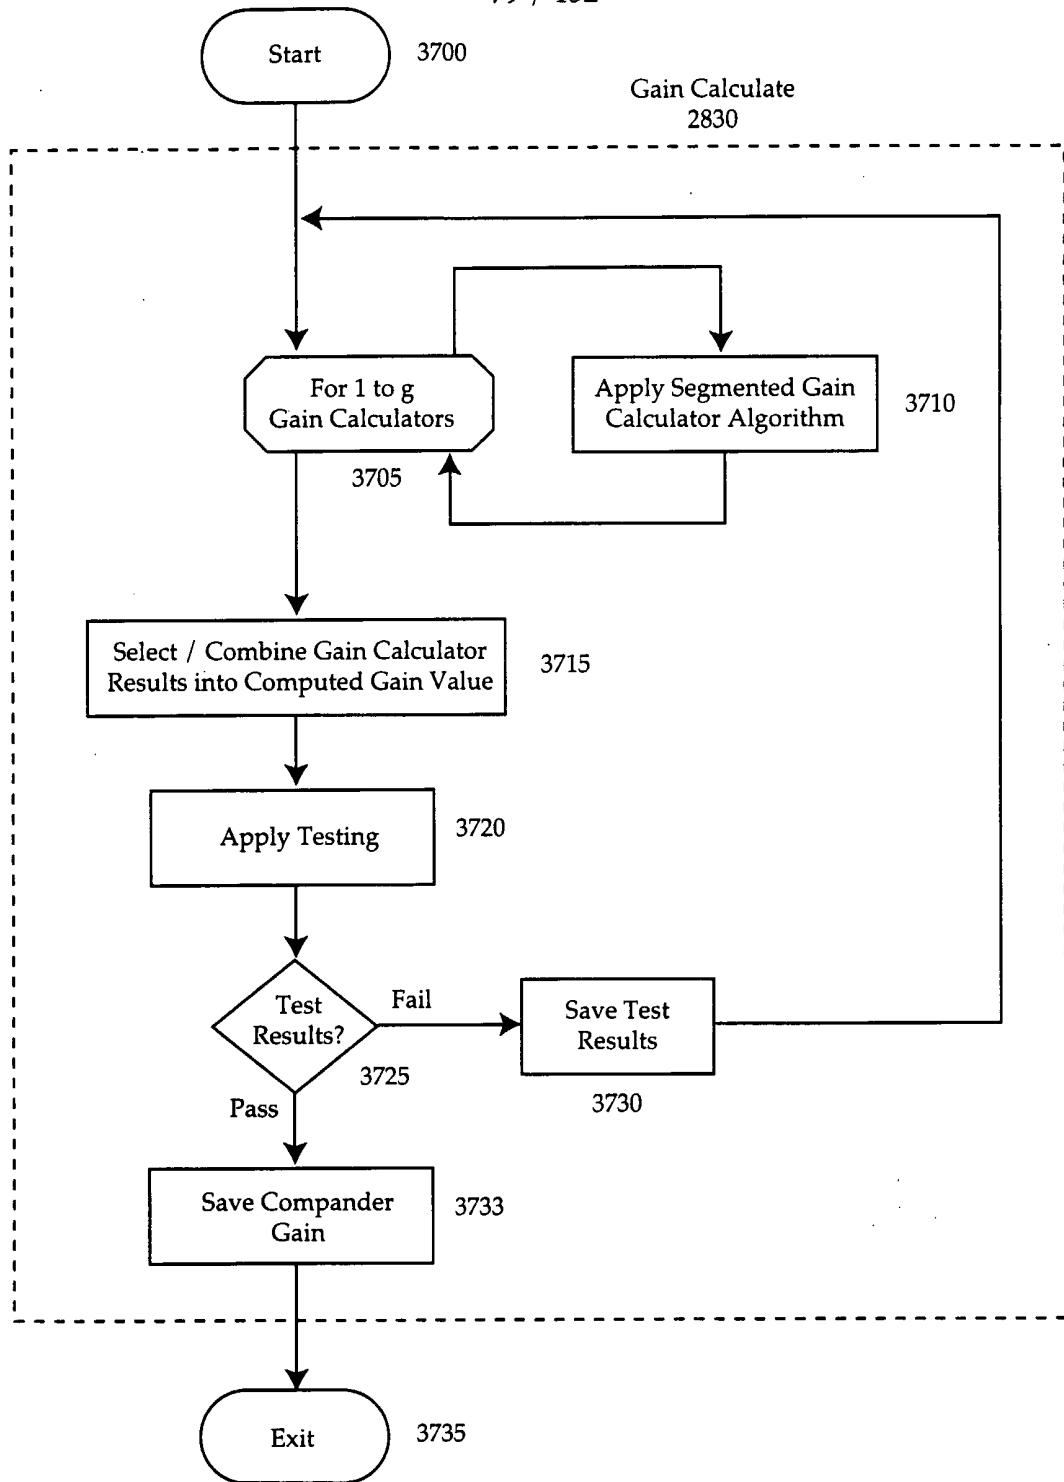 Start
3700
Gain Calculate
2830
For 1 to g
Gain Calculators
3705
Apply Segmented Gain
Calculator Algorithm
3710
Select / Combine Gain Calculator
Results into Computed Gain Value
3715
Apply Testing
3720
Test
Results?
3725
Fail
Save Test
Results
3730
Pass
Save Compander
Gain
3733
Exit
3735